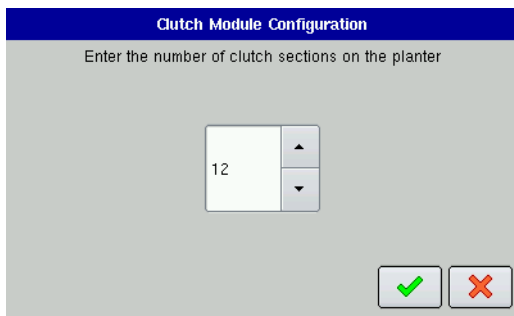 Clutch Module Configuration
Enter the number of clutch sections on the planter
12